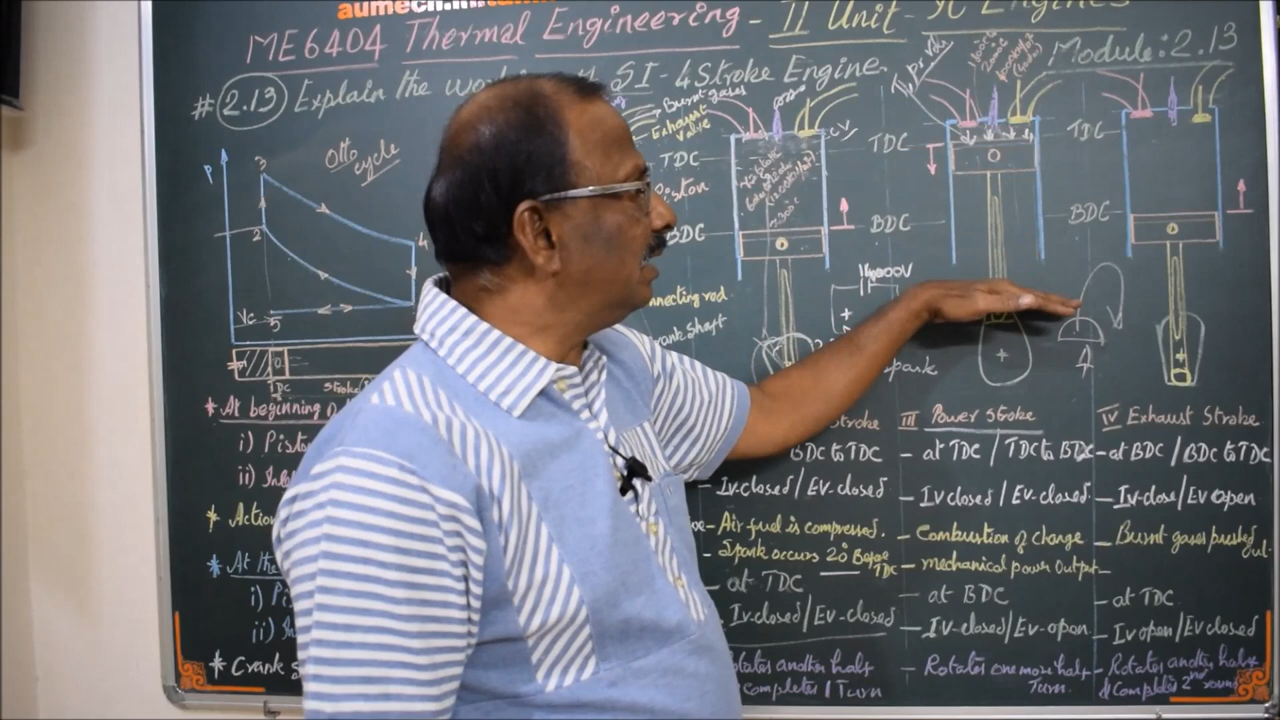 aumech.in
ME6404 Thermal Engineering - II Unit - IC Engines
Module: 2.13
# 2.13 Explain the SI - 4 Stroke Engine.
Otto cycle
P
3
2
4
5
Vc
TDC
Burnt gases
Exhaust Valve
TDC
Piston
BDC
CV
TDC
BDC
TDC
BDC
connecting rod
crank shaft
Spark
* At beginning
i) Pist
ii) Inl
* Action
* At the
i) Pi
ii) In
* Crank s
Stroke
BDC to TDC
- IV closed / EV closed
- Air fuel is compressed.
- Spark occurs 20° Before TDC
- at TDC
IV closed / EV-closed
otates another half
completes 1 Turn
III Power Stroke
- at TDC / TDC to BDC
IV closed / EV-closed.
- Combustion of charge
- mechanical power output
- at BDC
- IV-closed / EV-open
- Rotates one more half Turn.
IV Exhaust Stroke
- at BDC / BDC to TDC
- IV-close / EV open
- Burnt gases pushed out
- at TDC
- IV open / EV closed
- Rotates another half
& Completes 2nd round